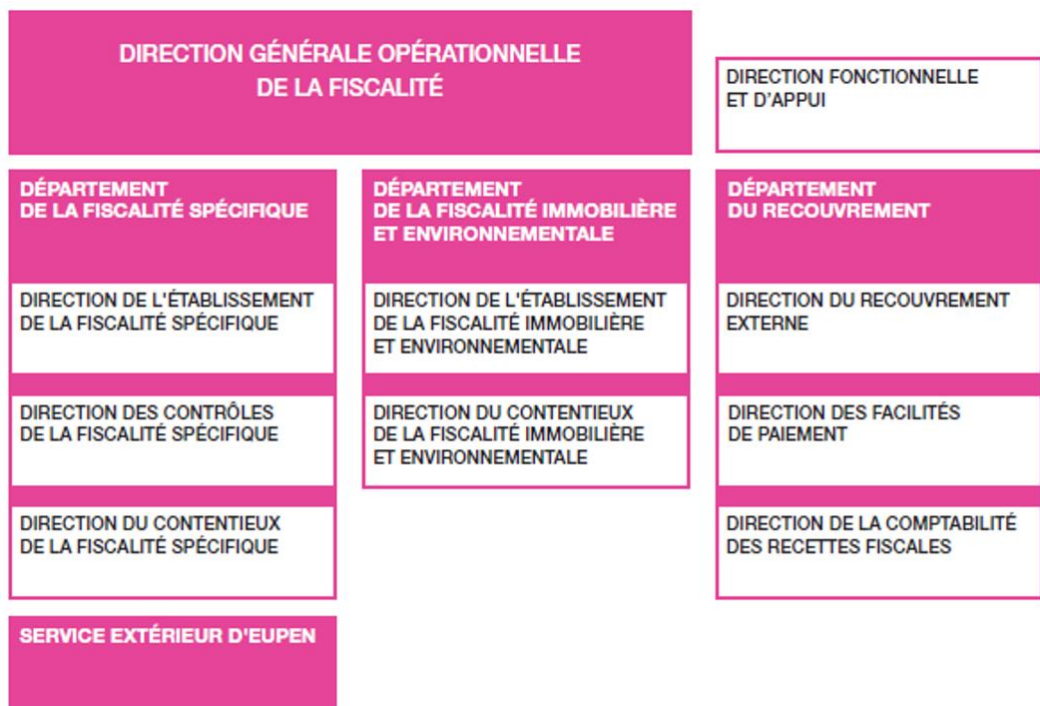 DIRECTION GÉNÉRALE OPÉRATIONNELLE
DE LA FISCALITÉ
DIRECTION FONCTIONNELLE
ET D'APPUI
DÉPARTEMENT
DE LA FISCALITÉ SPÉCIFIQUE
DIRECTION DE L'ÉTABLISSEMENT
DE LA FISCALITÉ SPÉCIFIQUE
DIRECTION DES CONTRÔLES
DE LA FISCALITÉ SPÉCIFIQUE
DIRECTION DU CONTENTIEUX
DE LA FISCALITÉ SPÉCIFIQUE
SERVICE EXTÉRIEUR D'EUPEN
DÉPARTEMENT
DE LA FISCALITÉ IMMOBILIÈRE
ET ENVIRONNEMENTALE
DIRECTION DE L'ÉTABLISSEMENT
DE LA FISCALITÉ IMMOBILIÈRE
ET ENVIRONNEMENTALE
DIRECTION DU CONTENTIEUX
DE LA FISCALITÉ IMMOBILIÈRE
ET ENVIRONNEMENTALE
DÉPARTEMENT
DU RECOUVREMENT
DIRECTION DU RECOUVREMENT
EXTERNE
DIRECTION DES FACILITÉS
DE PAIEMENT
DIRECTION DE LA COMPTABILITÉ
DES RECETTES FISCALES